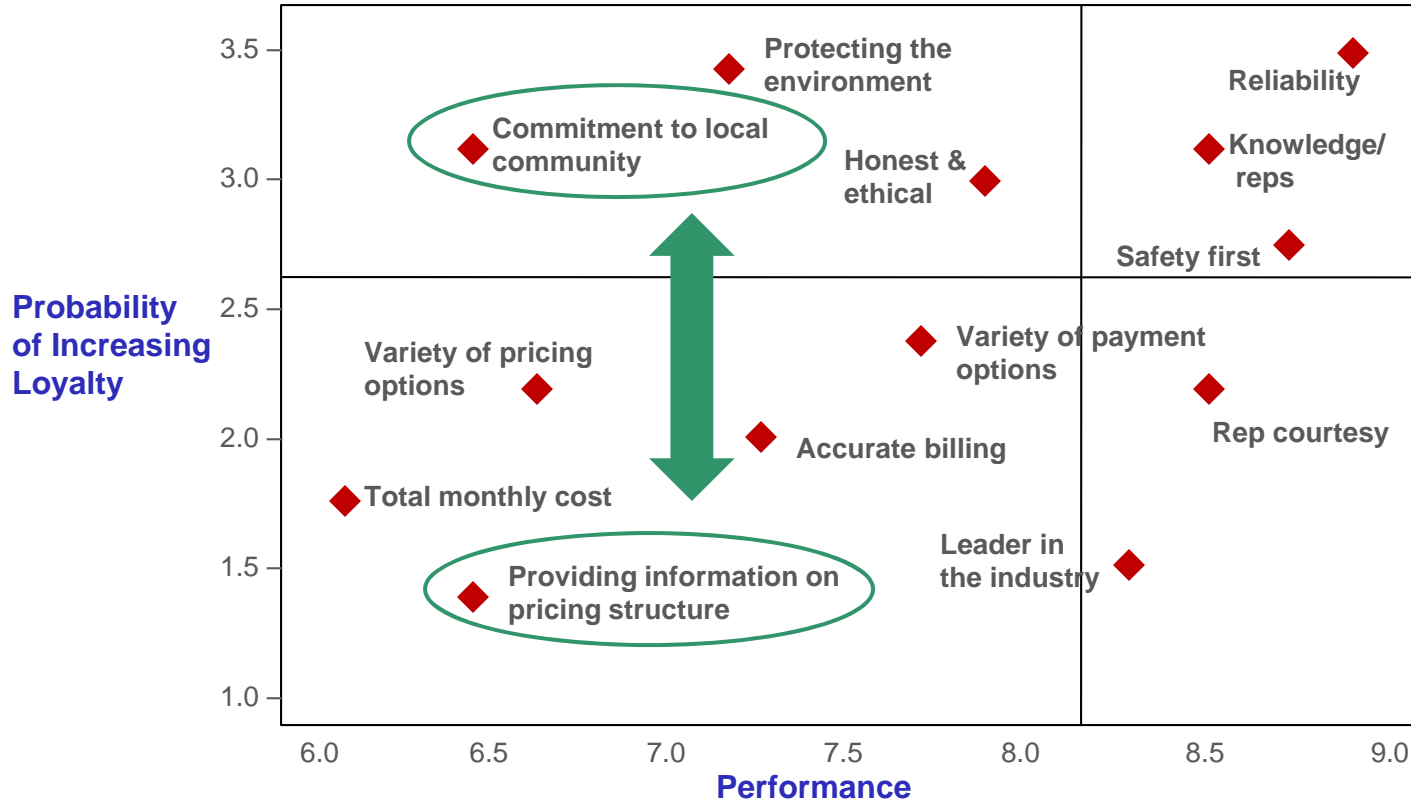 3.5
3.0
2.5
2.0
1.5
1.0
Probability
of Increasing
Loyalty
Protecting the
environment
Reliability
Commitment to local
community
Honest &
ethical
Knowledge/
reps
Safety first
Variety of pricing
options
Variety of payment
options
Rep courtesy
Accurate billing
Total monthly cost
Leader in
the industry
Providing information on
pricing structure
6.0 6.5 7.0 7.5 8.0 8.5 9.0
Performance